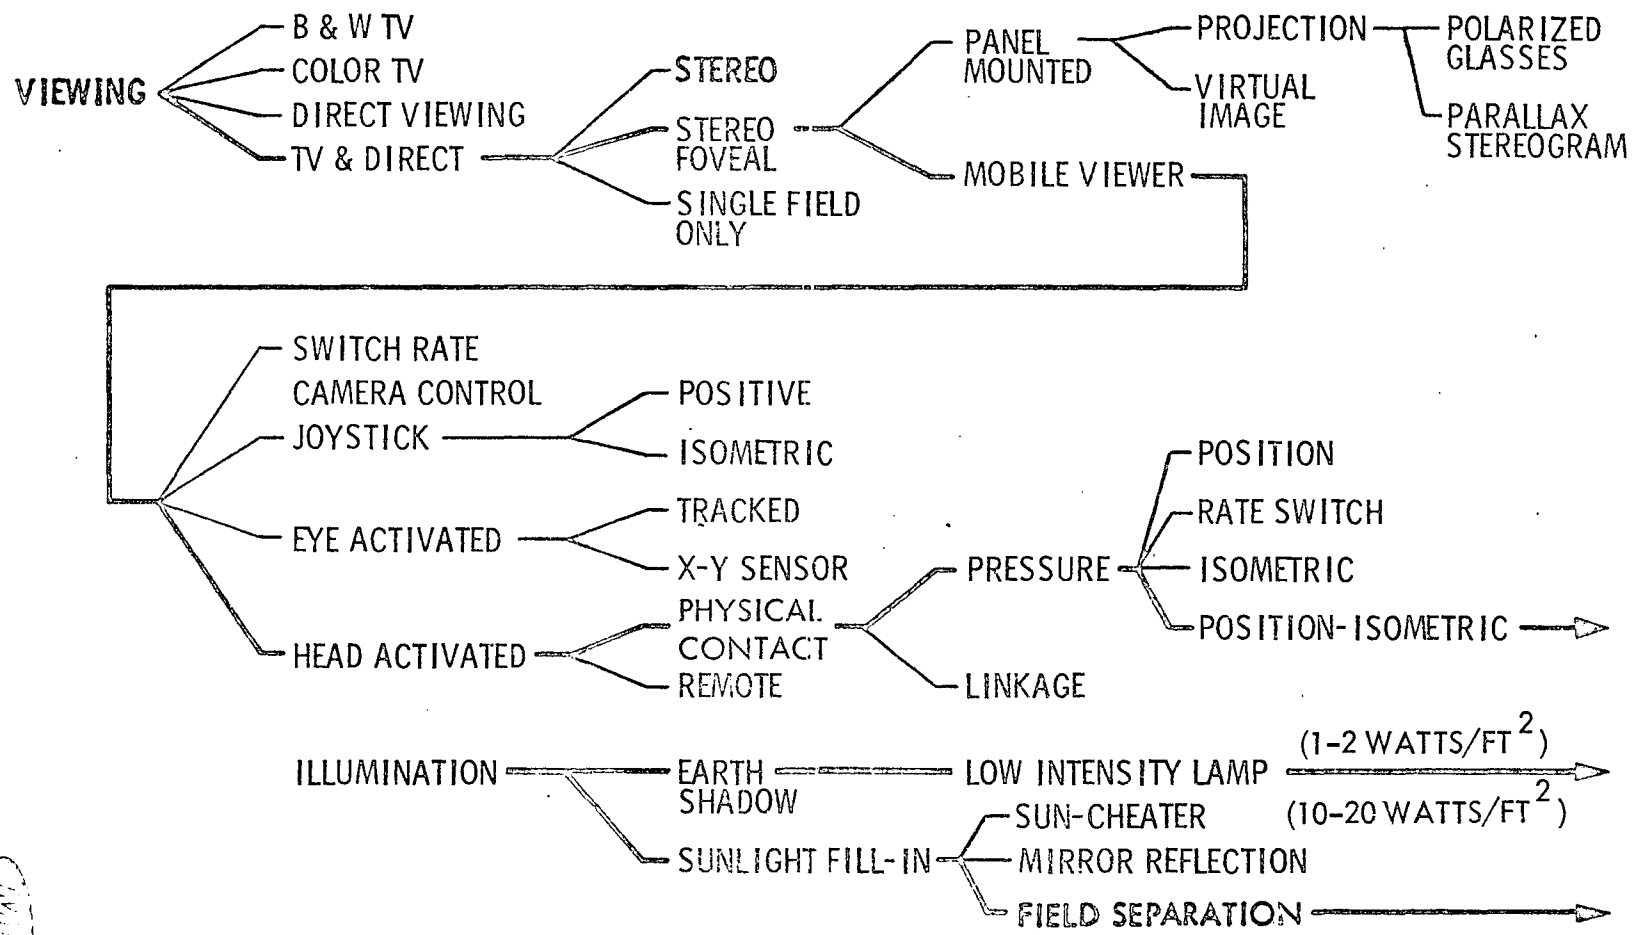 VIEWING
B & W TV
COLOR TV
DIRECT VIEWING
TV & DIRECT
STEREO
STEREO
FOVEAL
SINGLE FIELD
ONLY
PANEL
MOUNTED
MOBILE VIEWER
PROJECTION
VIRTUAL
IMAGE
POLARIZED
GLASSES
PARALLAX
STEREOGRAM
SWITCH RATE
CAMERA CONTROL
JOYSTICK
POSITIVE
ISOMETRIC
EYE ACTIVATED
TRACKED
X-Y SENSOR
HEAD ACTIVATED
PHYSICAL
CONTACT
REMOTE
PRESSURE
LINKAGE
POSITION
RATE SWITCH
ISOMETRIC
POSITION-ISOMETRIC
ILLUMINATION
EARTH
SHADOW
LOW INTENSITY LAMP
(1-2 WATTS/FT²)
(10-20 WATTS/FT²)
SUNLIGHT FILL-IN
SUN-CHEATER
MIRROR REFLECTION
FIELD SEPARATION